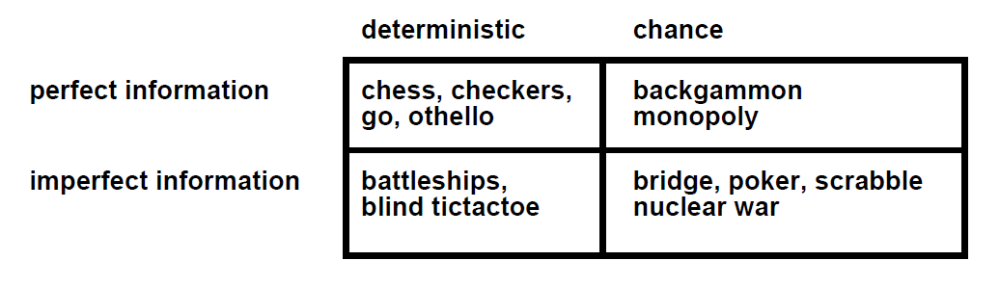 deterministic chance
perfect information chess, checkers, backgammon
go, othello monopoly
imperfect information battleships, bridge, poker, scrabble
blind tictactoe nuclear war